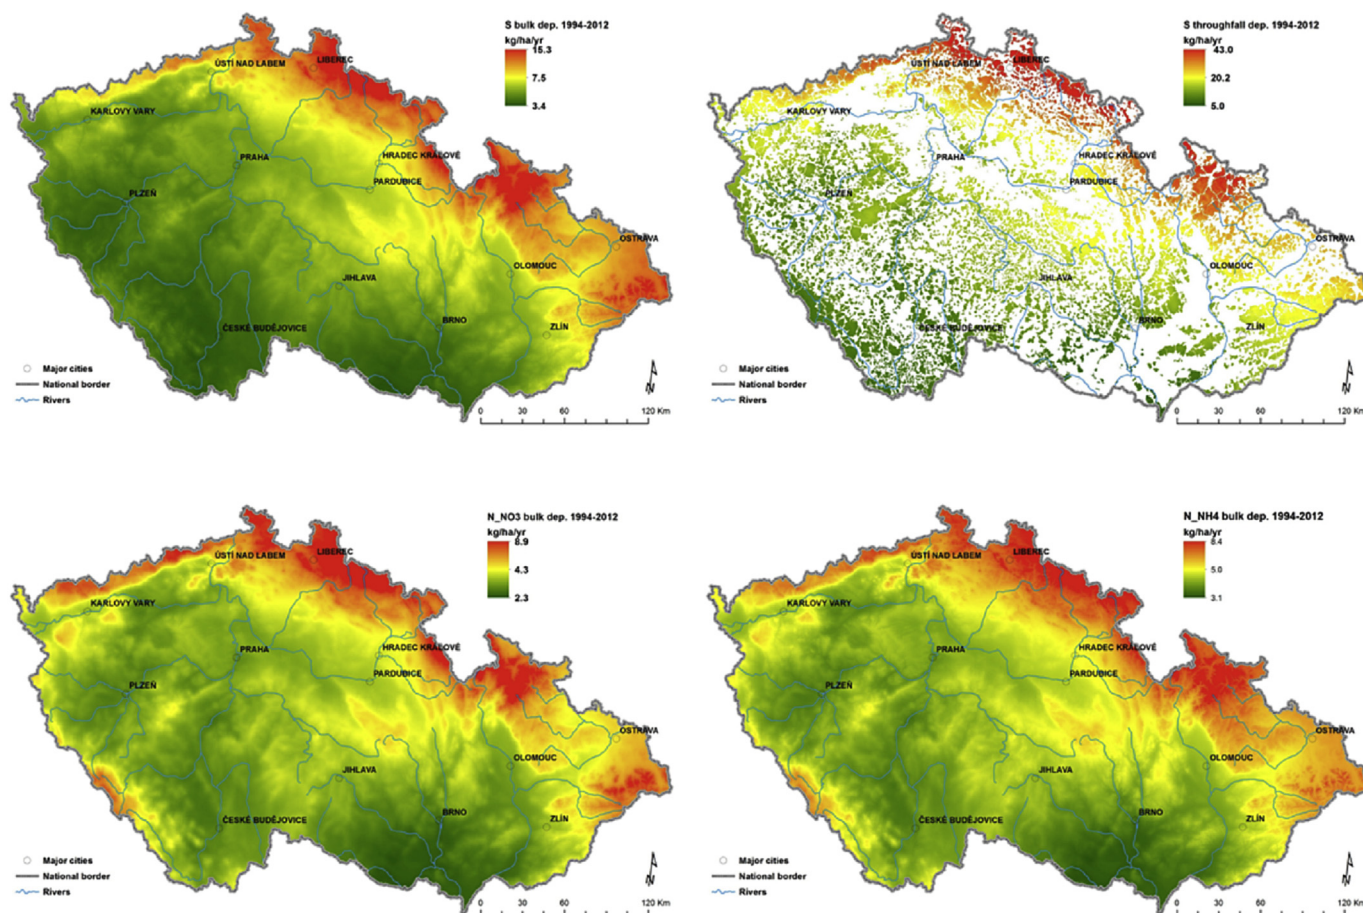 S bulk dep. 1994-2012
kg/ha/yr
15.3
7.5
3.4
ÚSTÍ NAD LABEM
LIBEREC
KARLOVY VARY
PRAHA
HRADEC KRÁLOVÉ
PARDUBICE
PLZEŇ
OSTRAVA
OLOMOUC
JIHLAVA
BRNO
ZLÍN
ČESKÉ BUDĚJOVICE
Major cities
National border
Rivers
N
0 30 60 120 Km
S throughfall dep. 1994-2012
kg/ha/yr
43.0
20.2
5.0
ÚSTÍ NAD LABEM
LIBEREC
KARLOVY VARY
PRAHA
HRADEC KRÁLOVÉ
PARDUBICE
PLZEŇ
OSTRAVA
OLOMOUC
JIHLAVA
BRNO
ZLÍN
ČESKÉ BUDĚJOVICE
Major cities
National border
Rivers
N
0 30 60 120 Km
N_NO3 bulk dep. 1994-2012
kg/ha/yr
8.9
4.3
2.3
ÚSTÍ NAD LABEM
LIBEREC
KARLOVY VARY
PRAHA
HRADEC KRÁLOVÉ
PARDUBICE
PLZEŇ
OSTRAVA
OLOMOUC
JIHLAVA
BRNO
ZLÍN
ČESKÉ BUDĚJOVICE
Major cities
National border
Rivers
N
0 30 60 120 Km
N_NH4 bulk dep. 1994-2012
kg/ha/yr
8.4
5.0
3.1
ÚSTÍ NAD LABEM
LIBEREC
KARLOVY VARY
PRAHA
HRADEC KRÁLOVÉ
PARDUBICE
PLZEŇ
OSTRAVA
OLOMOUC
JIHLAVA
BRNO
ZLÍN
ČESKÉ BUDĚJOVICE
Major cities
National border
Rivers
N
0 30 60 120 Km